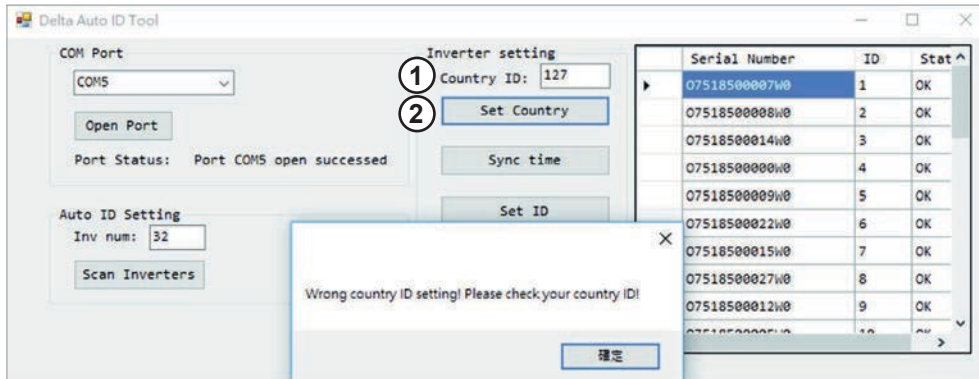 Delta Auto ID Tool
COM Port
COM5
Open Port
Port Status: Port COM5 open successed
Auto ID Setting
Inv num: 32
Scan Inverters
Inverter setting
1 Country ID: 127
2 Set Country
Sync time
Set ID
Wrong country ID setting! Please check your country ID!
確定
Serial Number ID Stat
O7518500007W0 1 OK
O7518500008W0 2 OK
O7518500014W0 3 OK
O7518500000W0 4 OK
O7518500009W0 5 OK
O7518500022W0 6 OK
O7518500015W0 7 OK
O7518500027W0 8 OK
O7518500012W0 9 OK